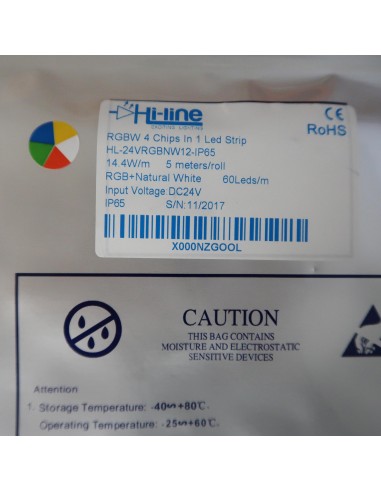 Hi-line
EXCITING LIGHTING
CE
RoHS
RGBW 4 Chips In 1 Led Strip
HL-24VRGBNW12-IP65
14.4W/m 5 meters/roll
RGB+Natural White 60Leds/m
Input Voltage DC24V
IP65 S/N:11/2017
X000NZGOOL
CAUTION
THIS BAG CONTAINS
MOISTURE AND ELECTROSTATIC
SENSITIVE DEVICES
Attention
1. Storage Temperature: -40∽+80℃.
Operating Temperature: -25∽+60℃.